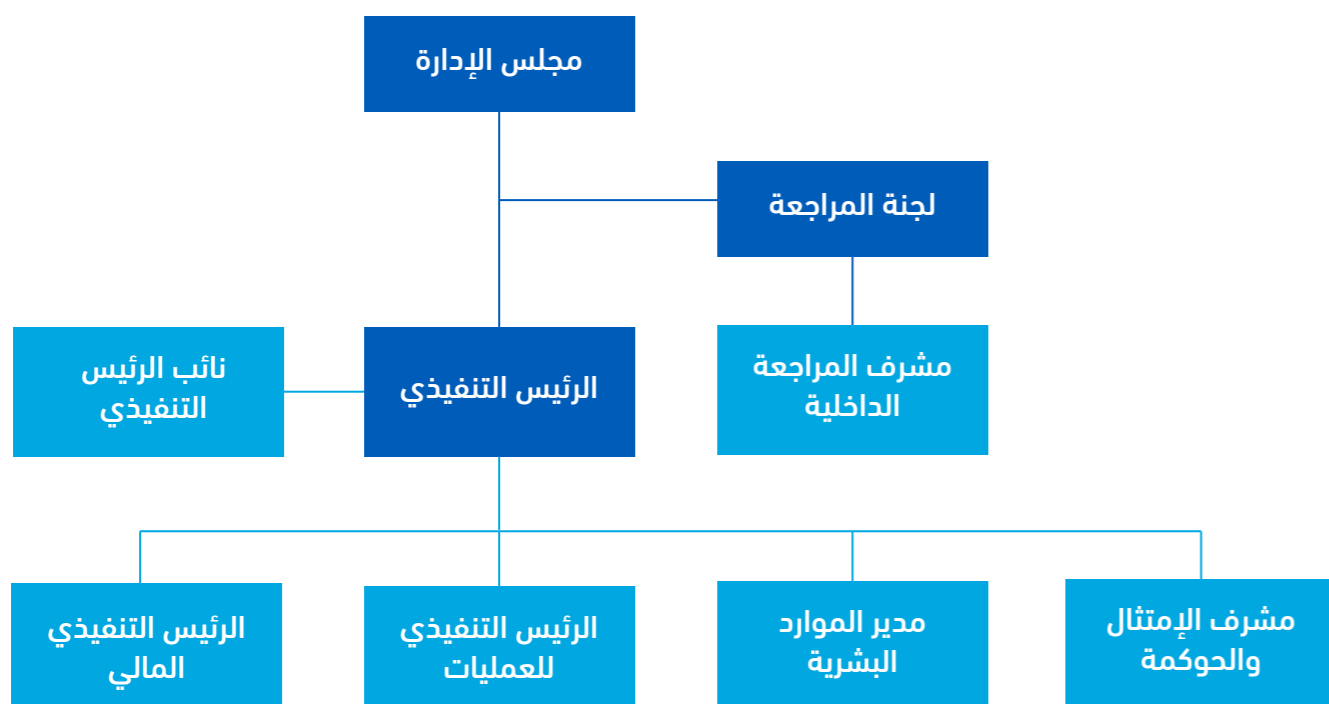 مجلس الإدارة
لجنة المراجعة
مشرف المراجعة
الداخلية
الرئيس التنفيذي
نائب الرئيس
التنفيذي
مشرف الإمتثال
والحوكمة
مدير الموارد
البشرية
الرئيس التنفيذي
للعمليات
الرئيس التنفيذي
المالي